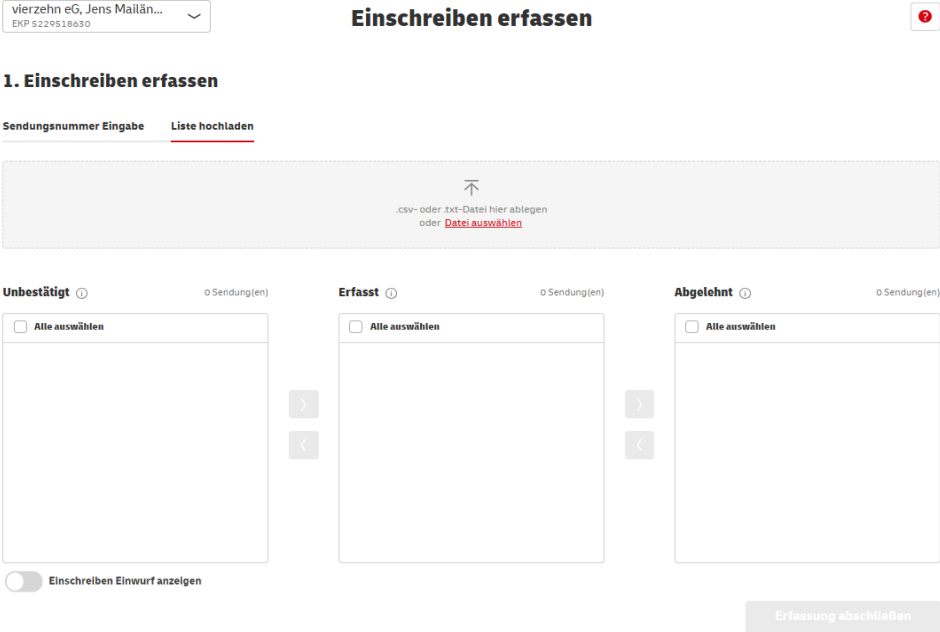 vierzehn eG, Jens Mailän...
EKP 5229518630
Einschreiben erfassen
?
1. Einschreiben erfassen
Sendungsnummer Eingabe Liste hochladen
.csv- oder .txt-Datei hier ablegen
oder Datei auswählen
Unbestätigt i 0 Sendung(en) Erfasst i 0 Sendung(en) Abgelehnt i 0 Sendung(en)
Alle auswählen Alle auswählen Alle auswählen
Einschreiben Einwurf anzeigen
Erfassung abschließen